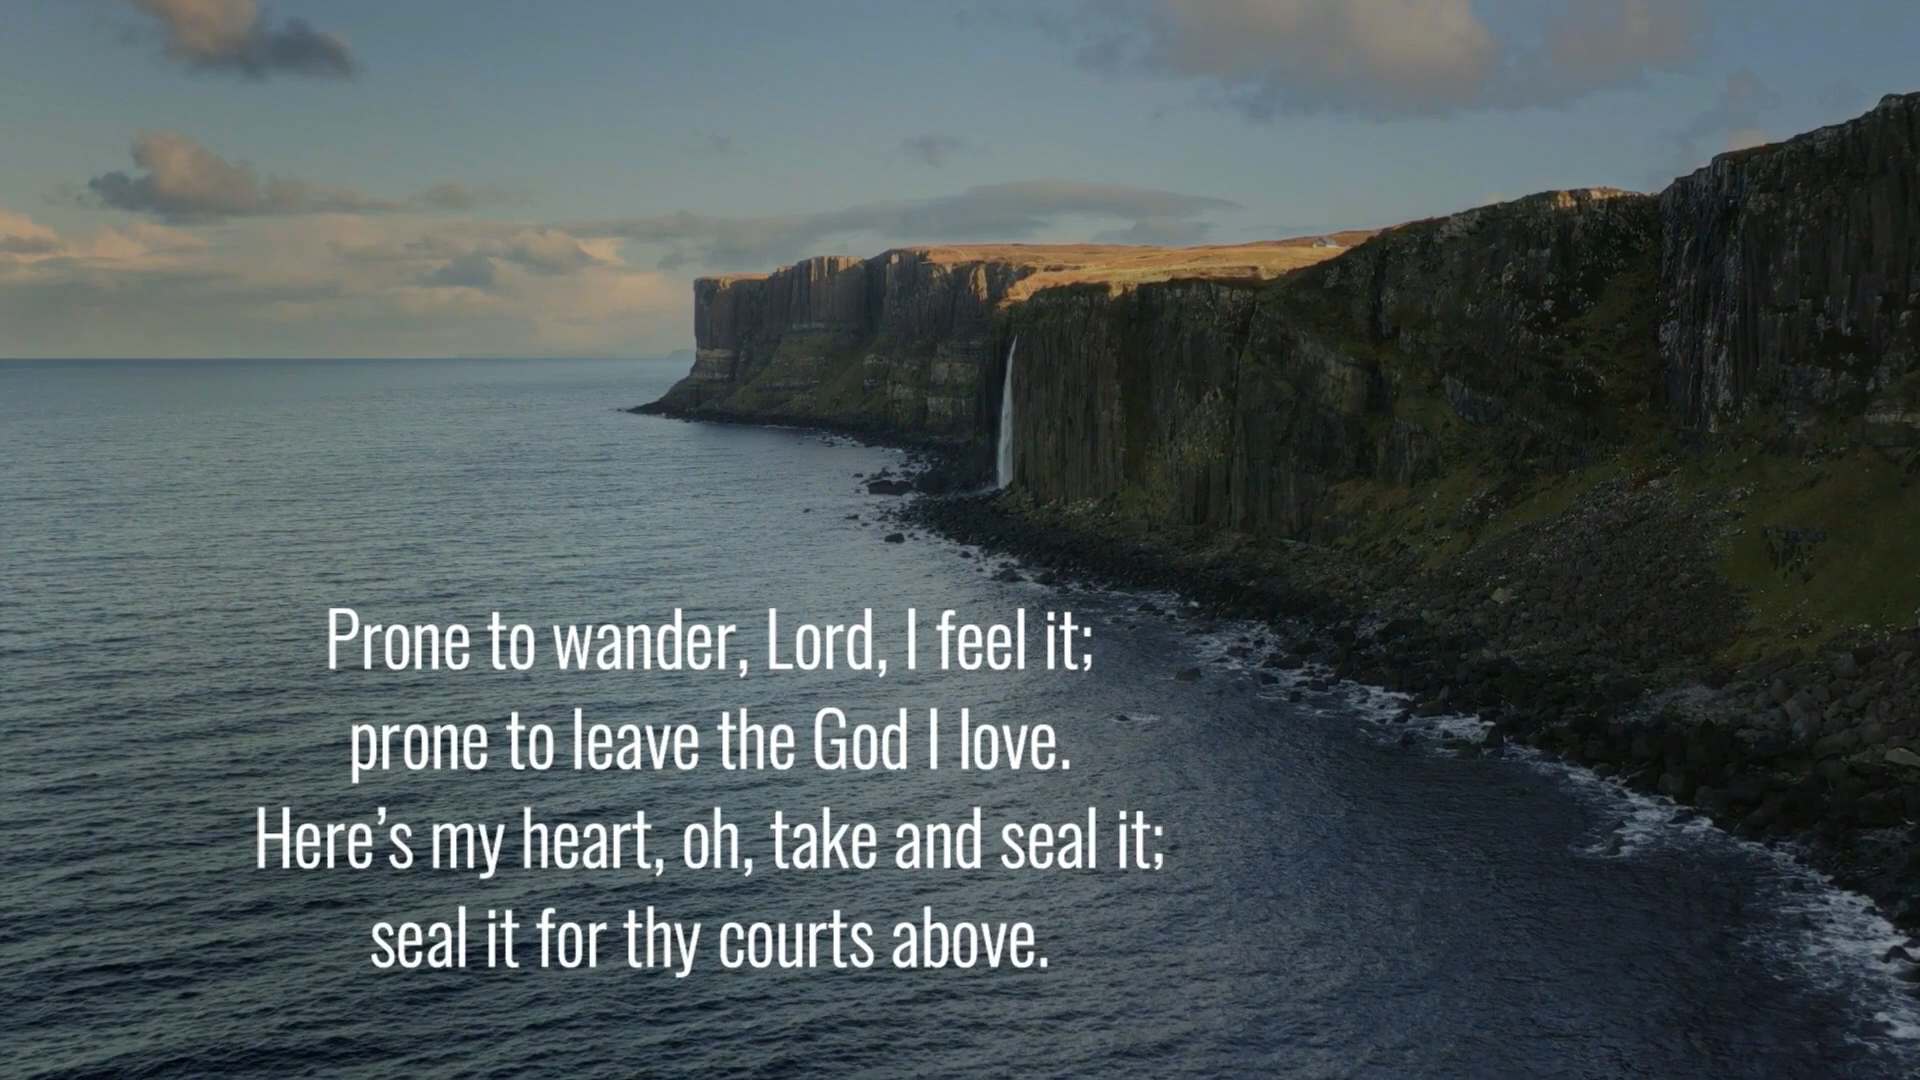 Prone to wander, Lord, I feel it;
prone to leave the God I love.
Here’s my heart, oh, take and seal it;
seal it for thy courts above.